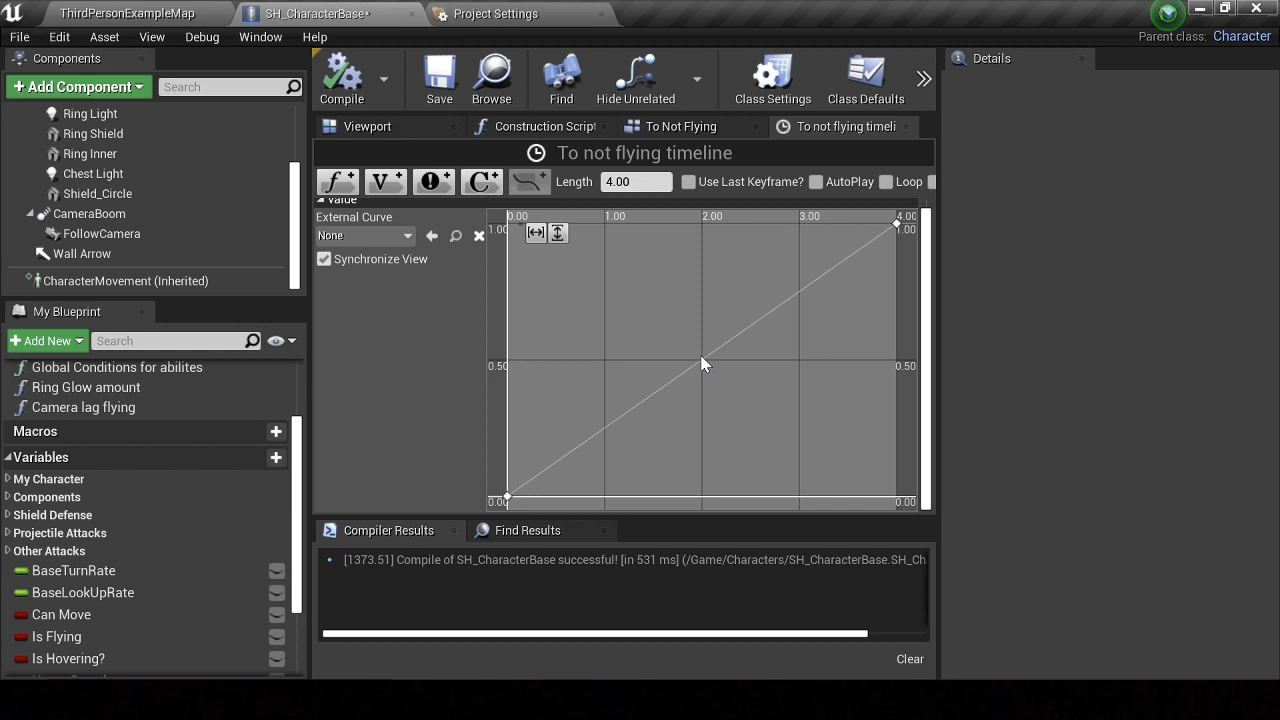 ThirdPersonExampleMap
SH_CharacterBase*
Project Settings
File Edit Asset View Debug Window Help
Parent class: Character
Components
+ Add Component
Search
Ring Light
Ring Shield
Ring Inner
Chest Light
Shield_Circle
CameraBoom
FollowCamera
Wall Arrow
CharacterMovement (Inherited)
My Blueprint
+ Add New
Search
Global Conditions for abilites
Ring Glow amount
Camera lag flying
Macros
Variables
My Character
Components
Shield Defense
Projectile Attacks
Other Attacks
BaseTurnRate
BaseLookUpRate
Can Move
Is Flying
Is Hovering?
Compile
Save
Browse
Find
Hide Unrelated
Class Settings
Class Defaults
Viewport
Construction Script
To Not Flying
To not flying timeli
To not flying timeline
f+ V+ !+ C+
Length 4.00
Use Last Keyframe?
AutoPlay
Loop
Value
External Curve
None
Synchronize View
0.00 1.00 2.00 3.00 4.00
1.00 1.00
0.50 0.50
0.00 0.00
Compiler Results
Find Results
[1373.51] Compile of SH_CharacterBase successful! [in 531 ms] (/Game/Characters/SH_CharacterBase.SH_Ch
Clear
Details